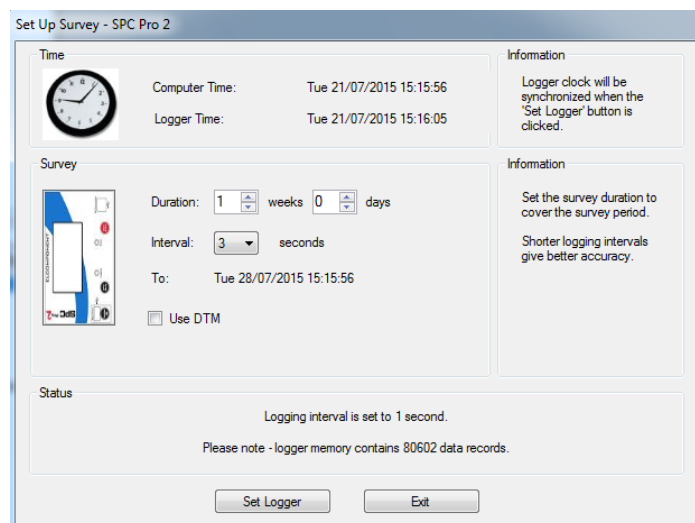 Set Up Survey - SPC Pro 2
Time
Computer Time: Tue 21/07/2015 15:15:56
Logger Time: Tue 21/07/2015 15:16:05
Information
Logger clock will be
synchronized when the
'Set Logger' button is
clicked.
Survey
ELCOMPONENT
SPC Pro 2
Duration: 1 weeks 0 days
Interval: 3 seconds
To: Tue 28/07/2015 15:15:56
Use DTM
Information
Set the survey duration to
cover the survey period.
Shorter logging intervals
give better accuracy.
Status
Logging interval is set to 1 second.
Please note - logger memory contains 80602 data records.
Set Logger Exit